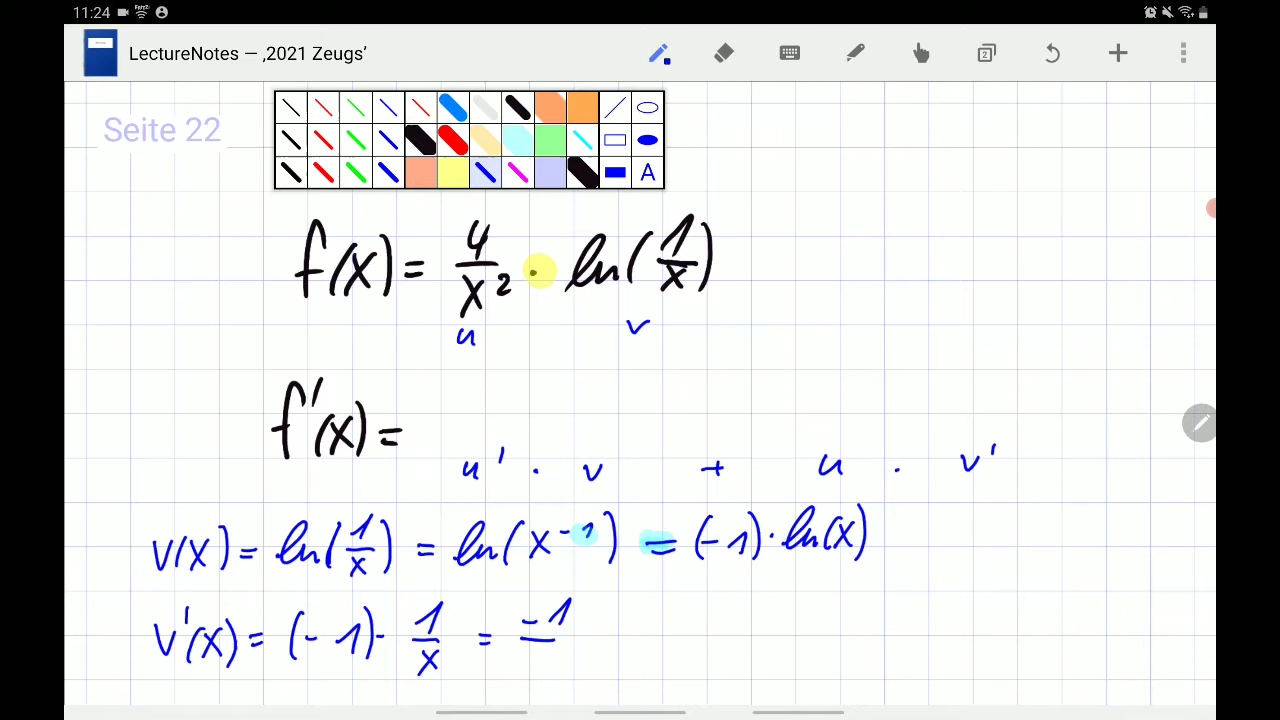 11:24
LectureNotes — ‚2021 Zeugs’
2
A
Seite 22
f(x) = 4/x² · ln(1/x)
u v
f'(x) =
u' · v + u · v'
v(x) = ln(1/x) = ln(x⁻¹) = (-1) · ln(x)
v'(x) = (-1) · 1/x = -1/